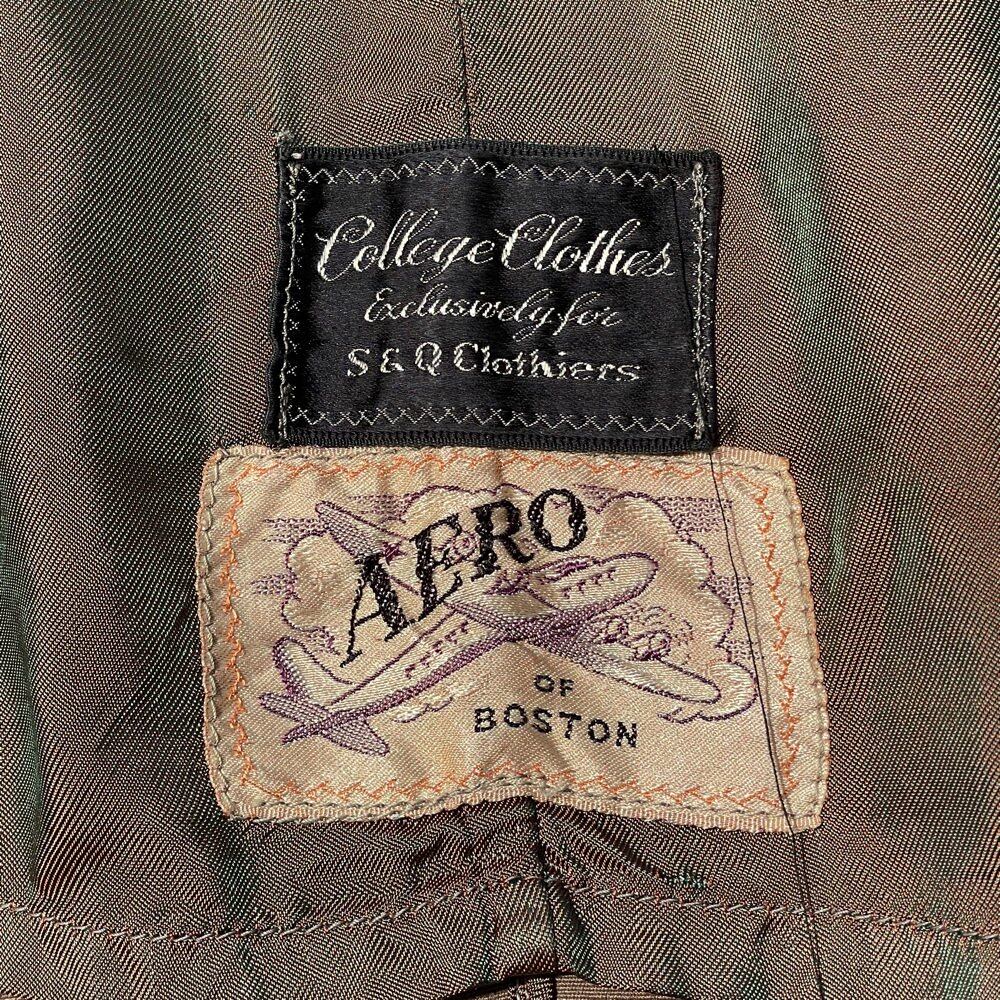 College Clothes
Exclusively for
S & Q Clothiers
AERO
OF
BOSTON